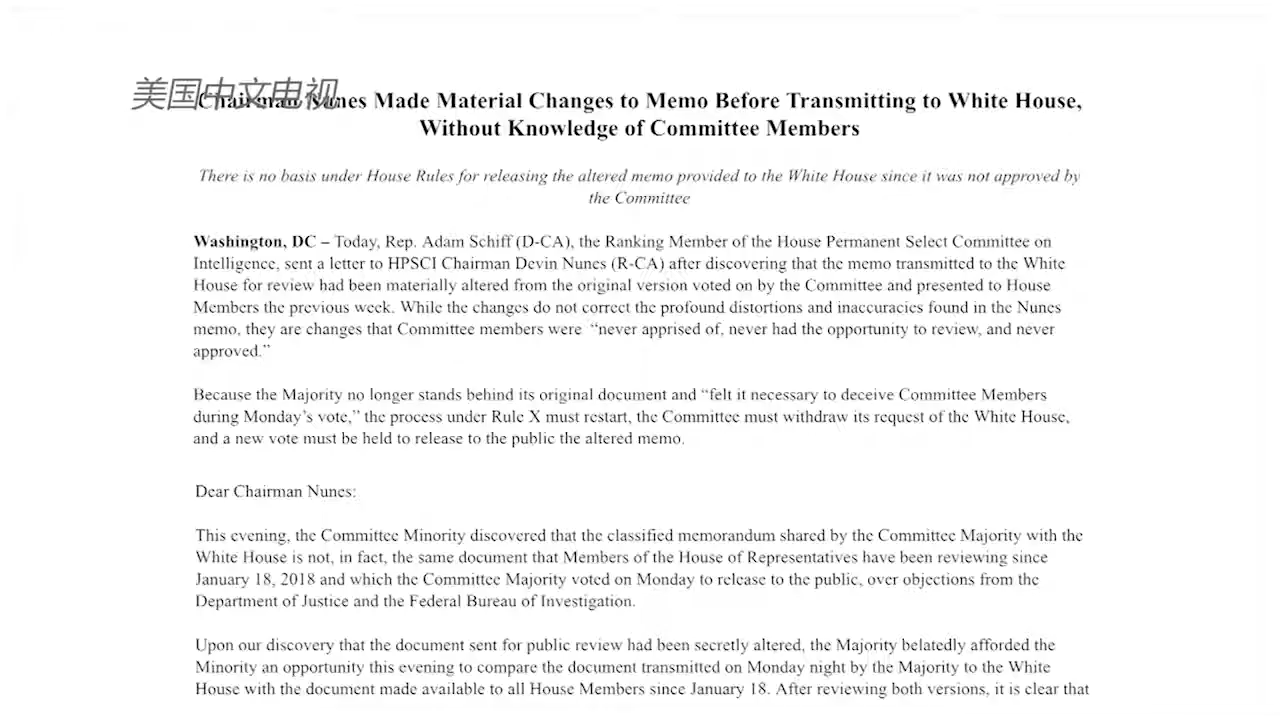 美国中文电视
Chairman Nunes Made Material Changes to Memo Before Transmitting to White House,
Without Knowledge of Committee Members
There is no basis under House Rules for releasing the altered memo provided to the White House since it was not approved by
the Committee
Washington, DC – Today, Rep. Adam Schiff (D-CA), the Ranking Member of the House Permanent Select Committee on
Intelligence, sent a letter to HPSCI Chairman Devin Nunes (R-CA) after discovering that the memo transmitted to the White
House for review had been materially altered from the original version voted on by the Committee and presented to House
Members the previous week. While the changes do not correct the profound distortions and inaccuracies found in the Nunes
memo, they are changes that Committee members were “never apprised of, never had the opportunity to review, and never
approved.”
Because the Majority no longer stands behind its original document and “felt it necessary to deceive Committee Members
during Monday’s vote,” the process under Rule X must restart, the Committee must withdraw its request of the White House,
and a new vote must be held to release to the public the altered memo.
Dear Chairman Nunes:
This evening, the Committee Minority discovered that the classified memorandum shared by the Committee Majority with the
White House is not, in fact, the same document that Members of the House of Representatives have been reviewing since
January 18, 2018 and which the Committee Majority voted on Monday to release to the public, over objections from the
Department of Justice and the Federal Bureau of Investigation.
Upon our discovery that the document sent for public review had been secretly altered, the Majority belatedly afforded the
Minority an opportunity this evening to compare the document transmitted on Monday night by the Majority to the White
House with the document made available to all House Members since January 18. After reviewing both versions, it is clear that